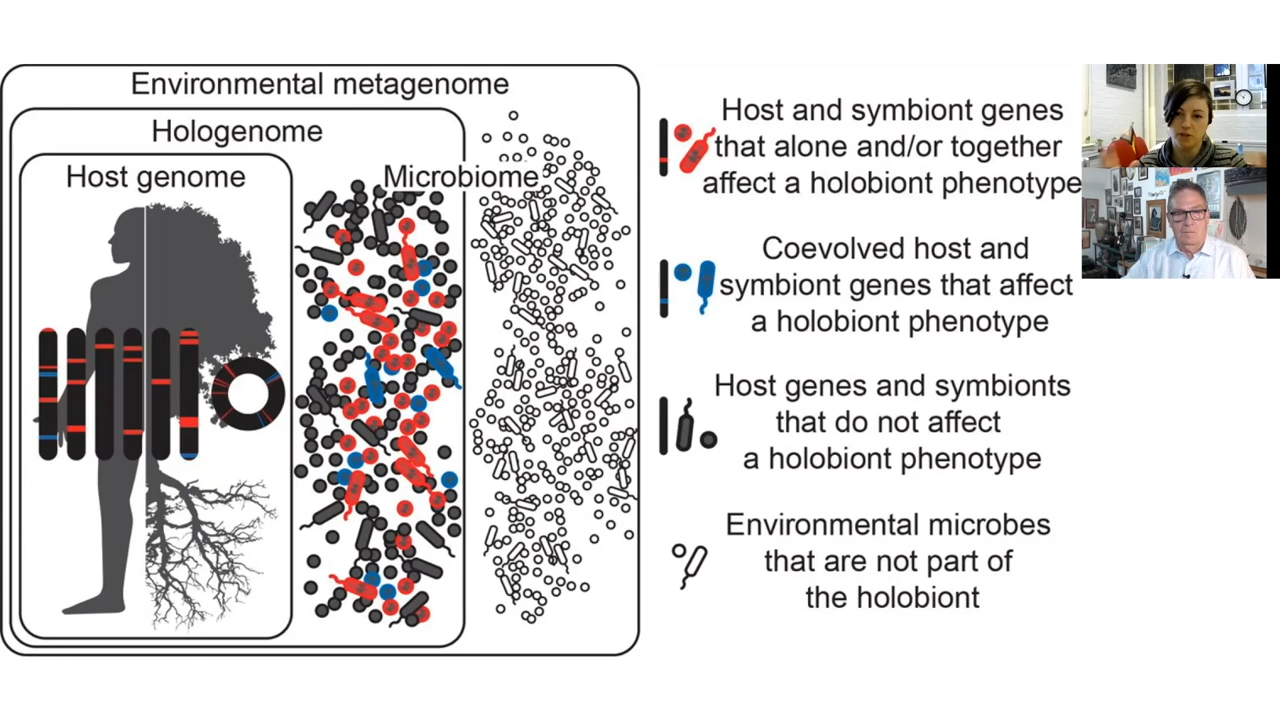 Environmental metagenome
Hologenome
Host genome
Microbiome
Host and symbiont genes
that alone and/or together
affect a holobiont phenotype
Coevolved host and
symbiont genes that affect
a holobiont phenotype
Host genes and symbionts
that do not affect
a holobiont phenotype
Environmental microbes
that are not part of
the holobiont